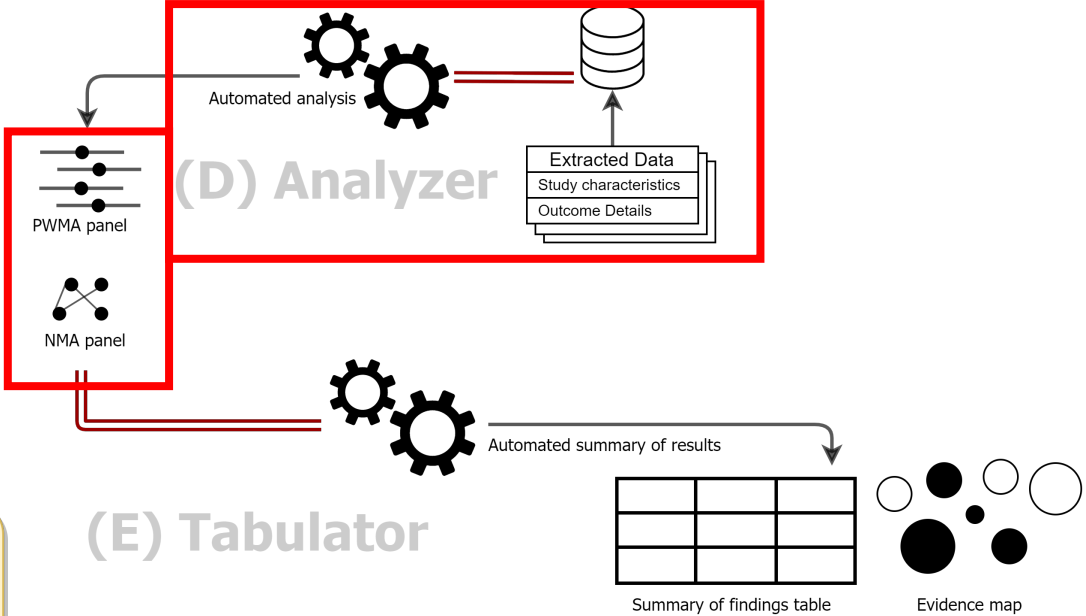 Automated analysis
(D) Analyzer
Extracted Data
Study characteristics
Outcome Details
PWMA panel
NMA panel
Automated summary of results
(E) Tabulator
Summary of findings table
Evidence map